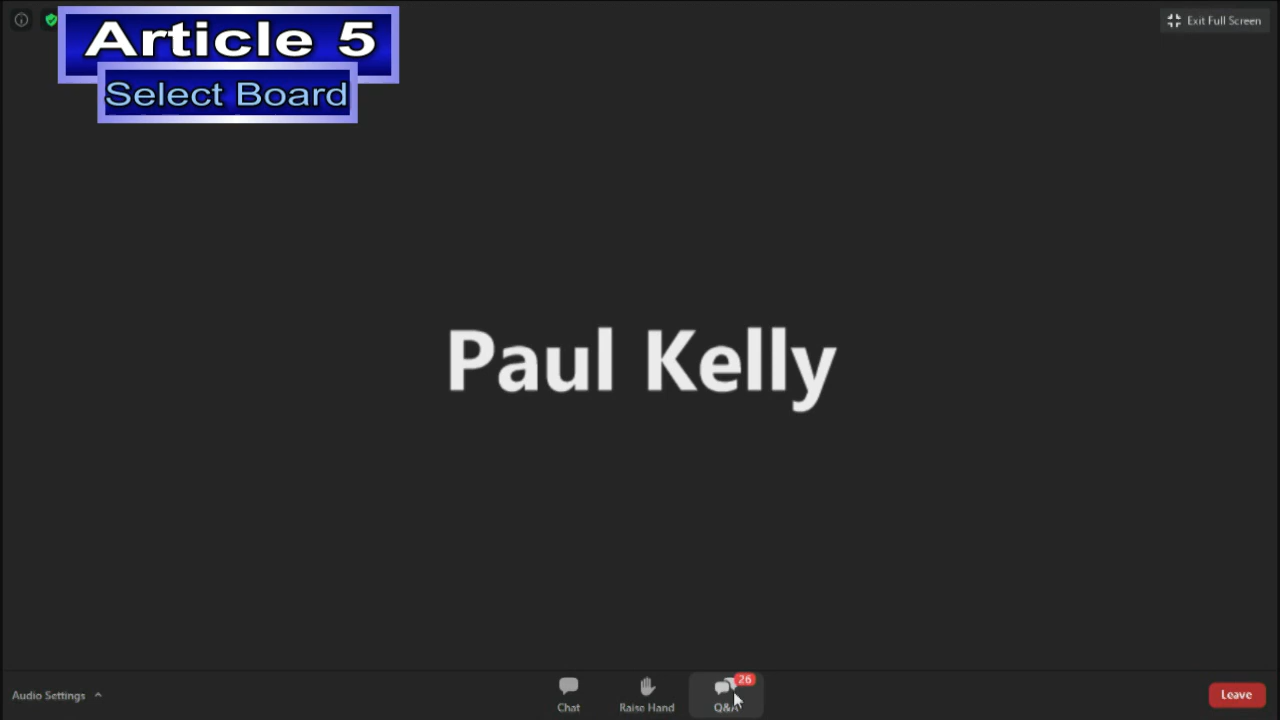 Article 5
Select Board
Exit Full Screen
Paul Kelly
Audio Settings
Chat
Raise Hand
26
Q&A
Leave